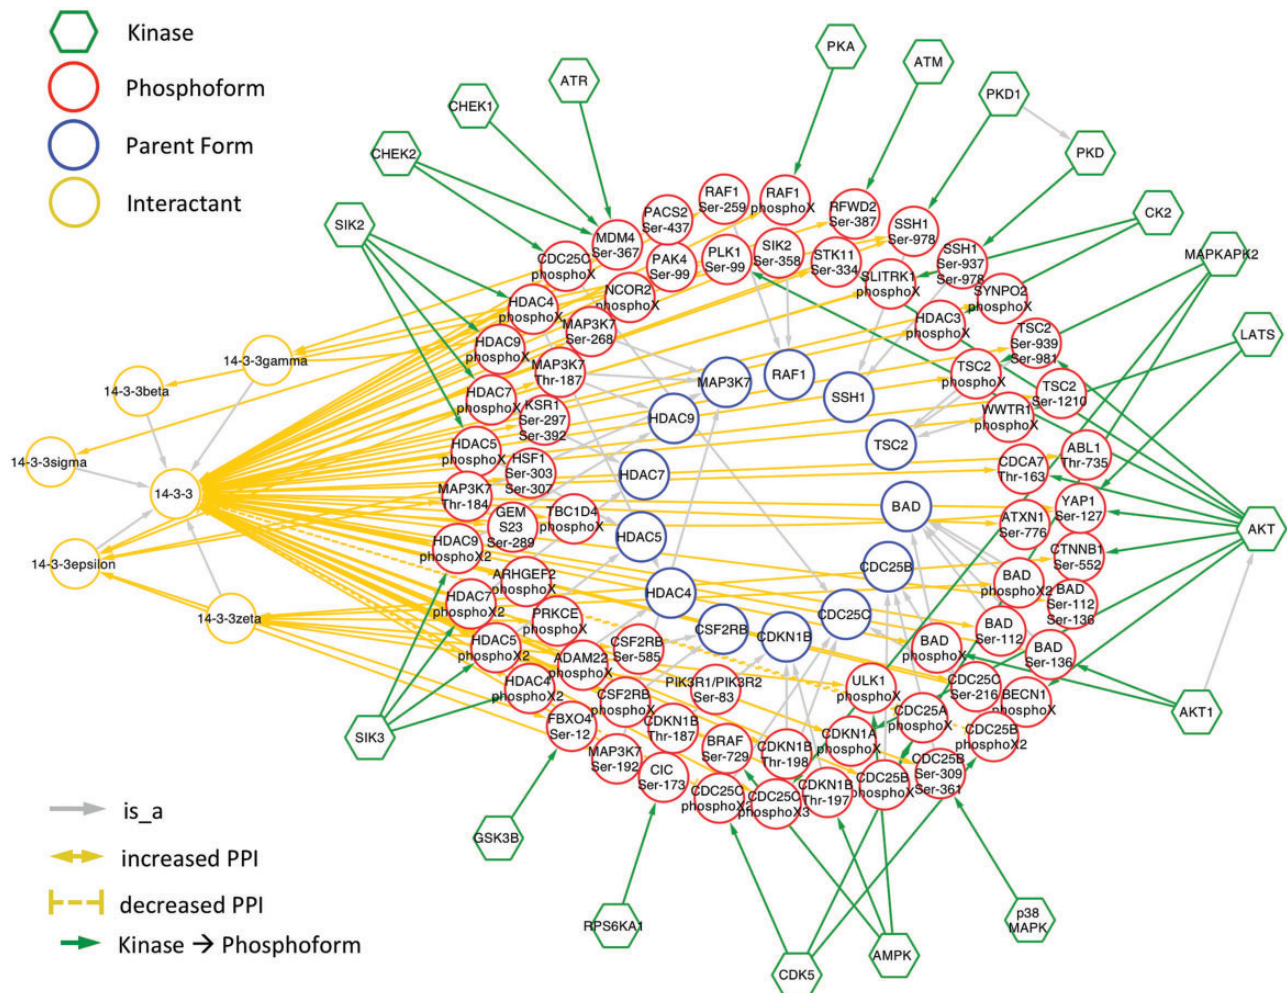 Kinase
Phosphoform
Parent Form
Interactant
PKA
ATM
ATR
PKD1
CHEK1
CHEK2
PKD
SIK2
CK2
MAPKAPK2
LATS
AKT
AKT1
p38
MAPK
AMPK
CDK5
RPS6KA1
GSK3B
SIK3
14-3-3gamma
14-3-3beta
14-3-3sigma
14-3-3
14-3-3epsilon
14-3-3zeta
RAF1
Ser-259
RAF1
phosphoX
RFWD2
Ser-387
PACS2
Ser-437
SSH1
Ser-978
MDM4
Ser-367
CDC25C
phosphoX
PAK4
Ser-99
PLK1
Ser-99
SIK2
Ser-358
STK11
Ser-334
SSH1
Ser-937
Ser-978
SLITRK1
phosphoX
SYNPO2
phosphoX
NCOR2
phosphoX
HDAC4
phosphoX
MAP3K7
Ser-268
HDAC3
phosphoX
TSC2
Ser-939
Ser-981
HDAC9
phosphoX
MAP3K7
Thr-187
TSC2
phosphoX
TSC2
Ser-1210
HDAC7
phosphoX
KSR1
Ser-297
Ser-392
WWTR1
phosphoX
HDAC5
phosphoX
HSF1
Ser-303
Ser-307
CDCA7
Thr-163
ABL1
Thr-735
MAP3K7
Thr-184
GEM
S23
Ser-289
TBC1D4
phosphoX
ATXN1
Ser-776
YAP1
Ser-127
HDAC9
phosphoX2
CTNNB1
Ser-552
ARHGEF2
phosphoX
BAD
phosphoX2
BAD
Ser-112
Ser-136
HDAC7
phosphoX2
PRKCE
phosphoX
BAD
Ser-112
HDAC5
phosphoX2
ADAM22
phosphoX
CSF2RB
Ser-585
BAD
phosphoX
BAD
Ser-136
HDAC4
phosphoX2
CSF2RB
phosphoX
PIK3R1/PIK3R2
Ser-83
ULK1
phosphoX
CDC25C
Ser-216
BECN1
phosphoX
FBXO4
Ser-12
CDKN1B
Thr-187
CDC25A
phosphoX
CDC25B
phosphoX2
MAP3K7
Ser-192
BRAF
Ser-729
CDKN1B
Thr-198
CDKN1A
phosphoX
CIC
Ser-173
CDC25C
phosphoX2
CDC25C
phosphoX3
CDKN1B
Thr-197
CDC25B
phosphoX
CDC25B
Ser-309
Ser-361
MAP3K7
RAF1
SSH1
HDAC9
TSC2
HDAC7
BAD
HDAC5
CDC25B
HDAC4
CDC25C
CSF2RB
CDKN1B
is_a
increased PPI
decreased PPI
Kinase → Phosphoform